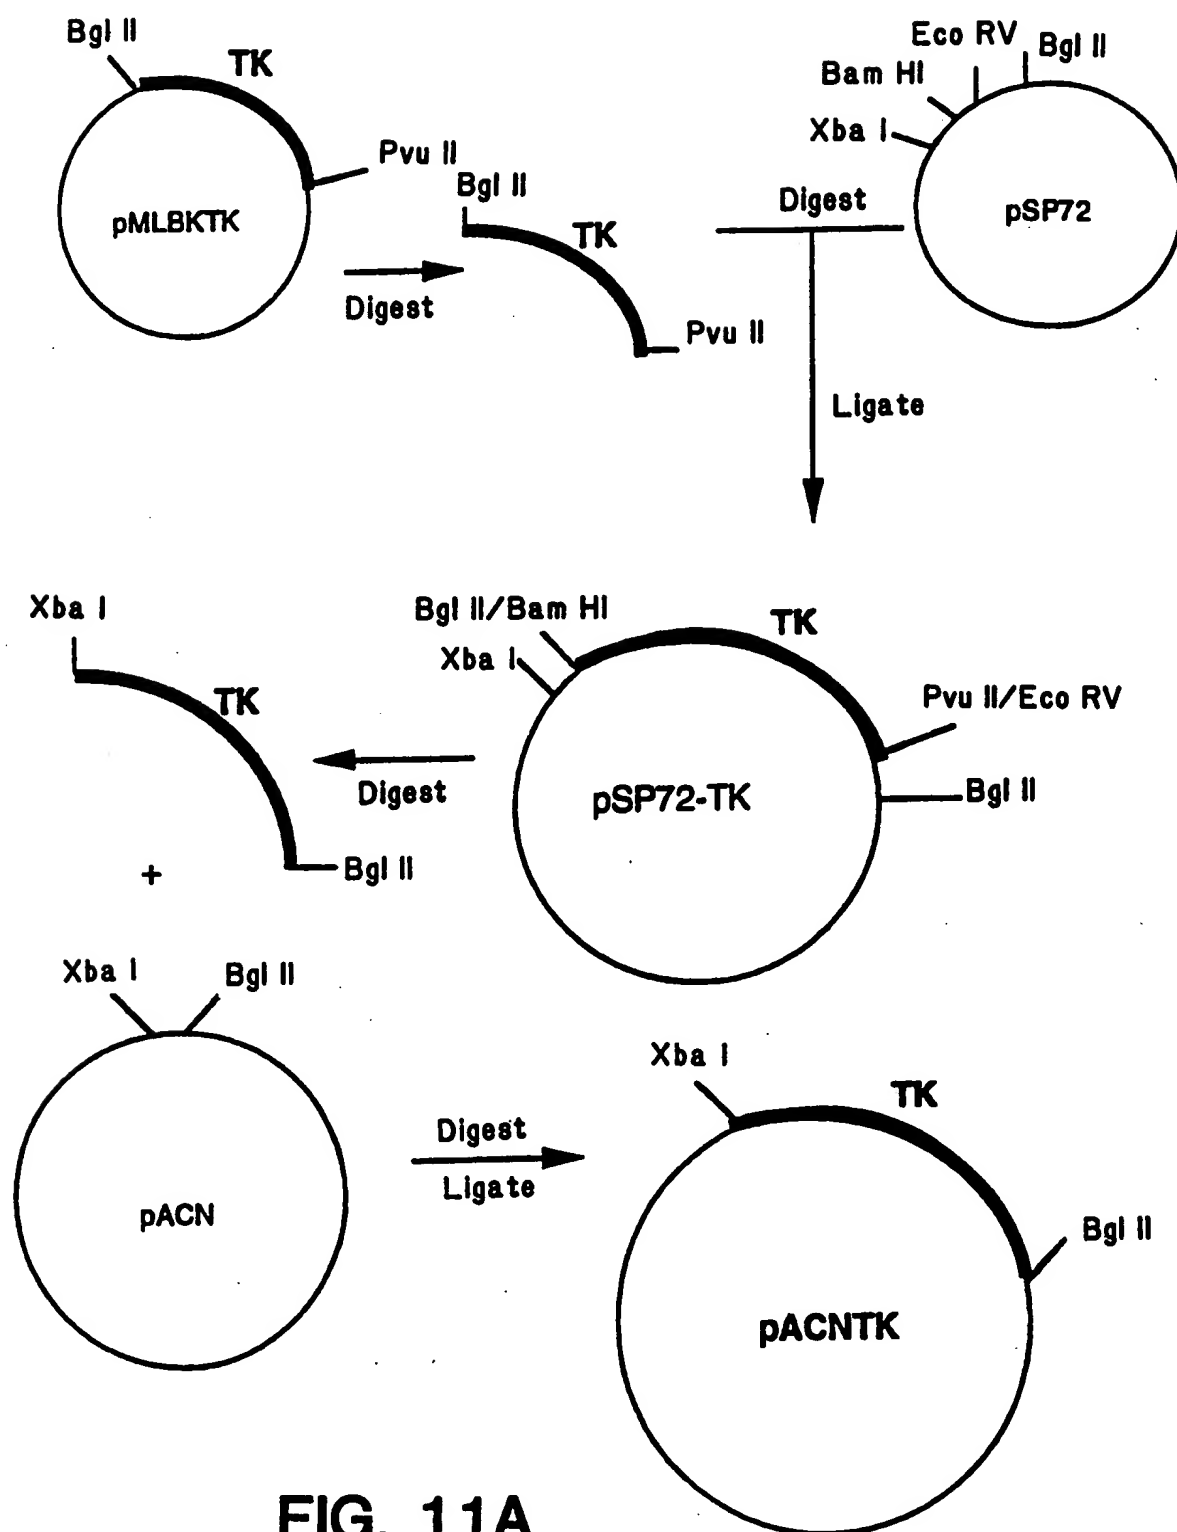 Bgl II
TK
Pvu II
pMLBKTK
Digest
Bgl II
TK
Pvu II
Digest
Eco RV
Bgl II
Bam HI
Xba I
pSP72
Ligate
Xba I
TK
Bgl II
Digest
Bgl II/Bam HI
Xba I
TK
Pvu II/Eco RV
pSP72-TK
Bgl II
+
Xba I
Bgl II
pACN
Digest
Ligate
Xba I
TK
Bgl II
pACNTK
FIG. 11A